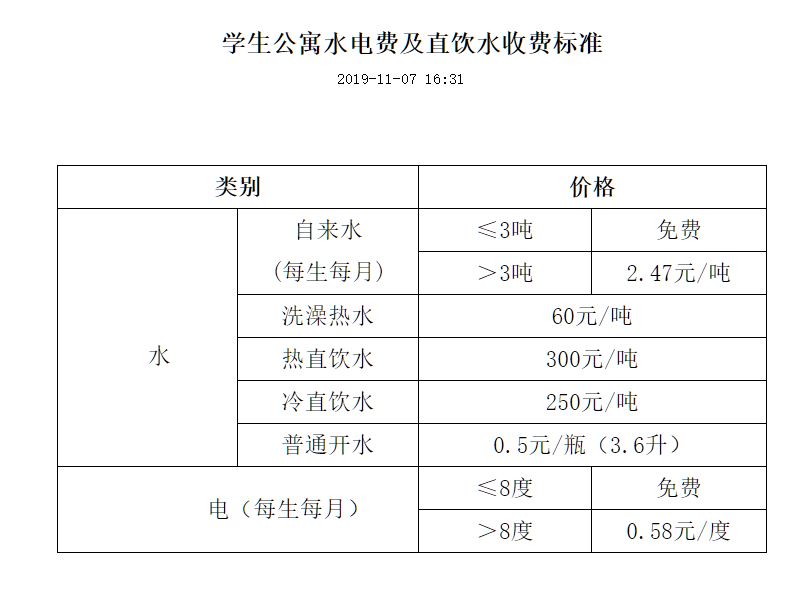 学生公寓水电费及直饮水收费标准
2019-11-07 16:31
类别 价格
水
自来水
(每生每月)
≤3吨 免费
＞3吨 2.47元/吨
洗澡热水 60元/吨
热直饮水 300元/吨
冷直饮水 250元/吨
普通开水 0.5元/瓶（3.6升）
电（每生每月）
≤8度 免费
＞8度 0.58元/度